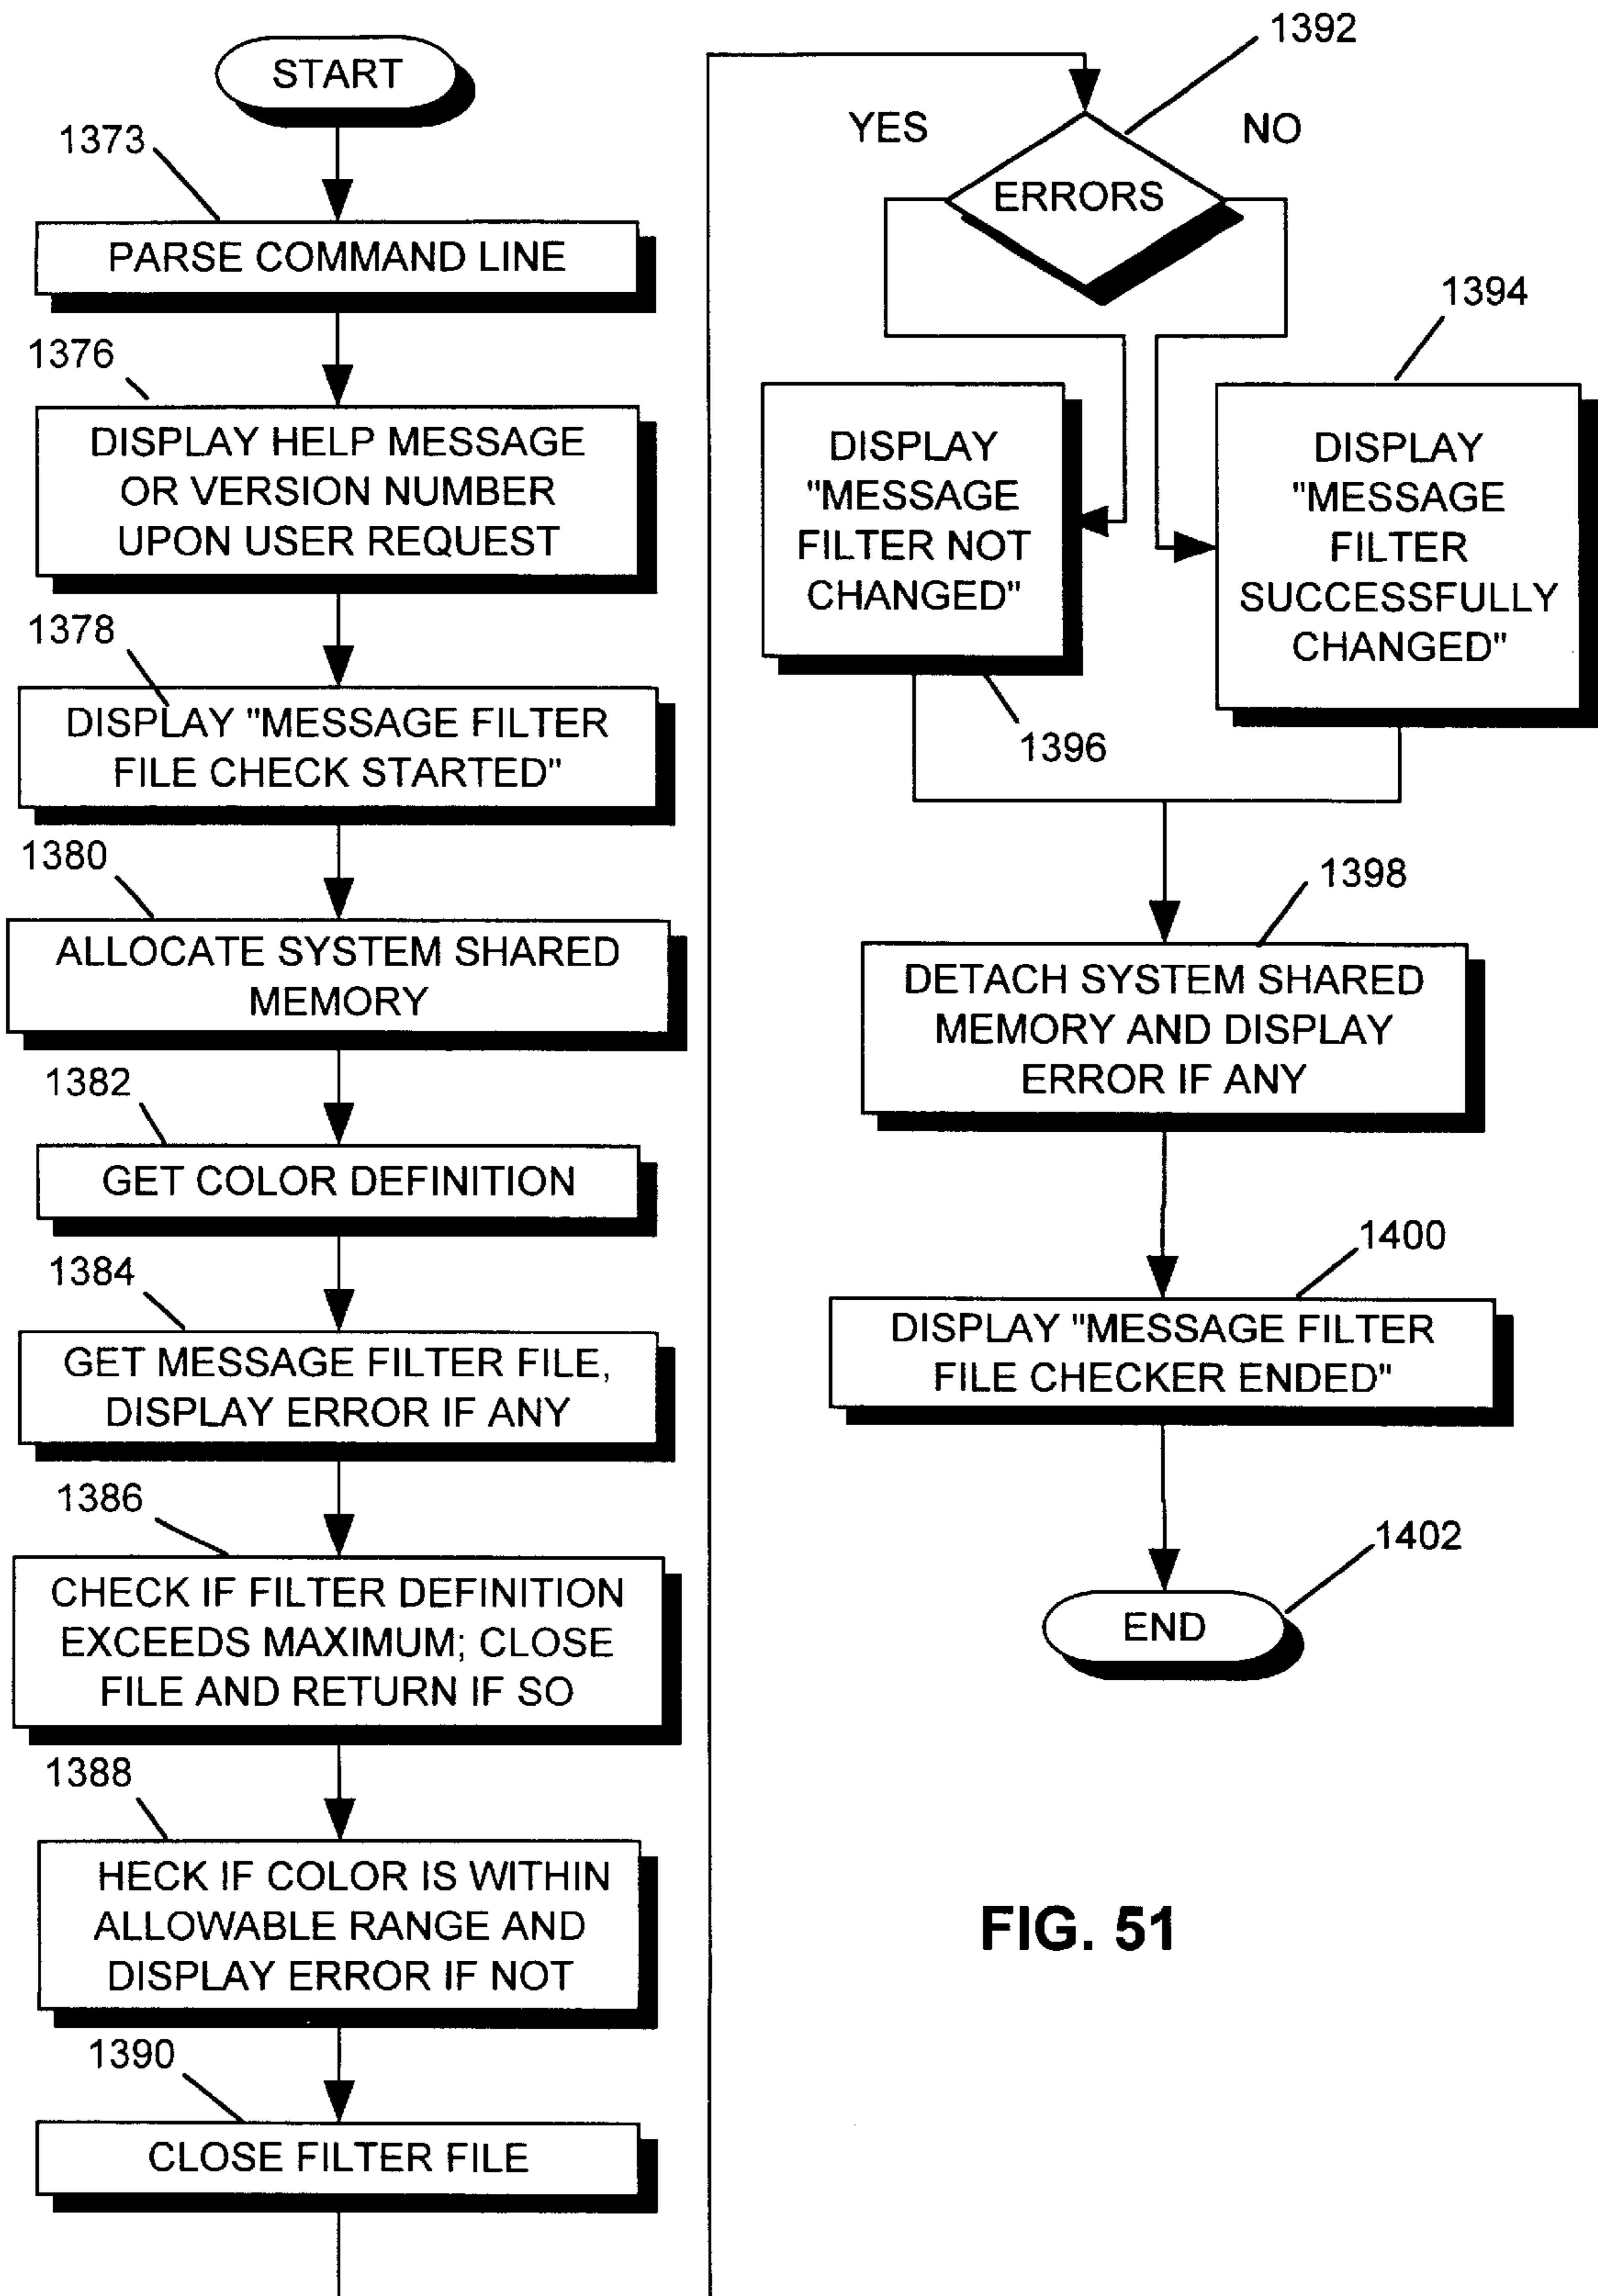 START
1373
PARSE COMMAND LINE
1376
DISPLAY HELP MESSAGE
OR VERSION NUMBER
UPON USER REQUEST
1378
DISPLAY "MESSAGE FILTER
FILE CHECK STARTED"
1380
ALLOCATE SYSTEM SHARED
MEMORY
1382
GET COLOR DEFINITION
1384
GET MESSAGE FILTER FILE,
DISPLAY ERROR IF ANY
1386
CHECK IF FILTER DEFINITION
EXCEEDS MAXIMUM; CLOSE
FILE AND RETURN IF SO
1388
HECK IF COLOR IS WITHIN
ALLOWABLE RANGE AND
DISPLAY ERROR IF NOT
1390
CLOSE FILTER FILE
1392
YES
NO
ERRORS
1394
DISPLAY
"MESSAGE
FILTER NOT
CHANGED"
1396
DISPLAY
"MESSAGE
FILTER
SUCCESSFULLY
CHANGED"
1398
DETACH SYSTEM SHARED
MEMORY AND DISPLAY
ERROR IF ANY
1400
DISPLAY "MESSAGE FILTER
FILE CHECKER ENDED"
1402
END
FIG. 51